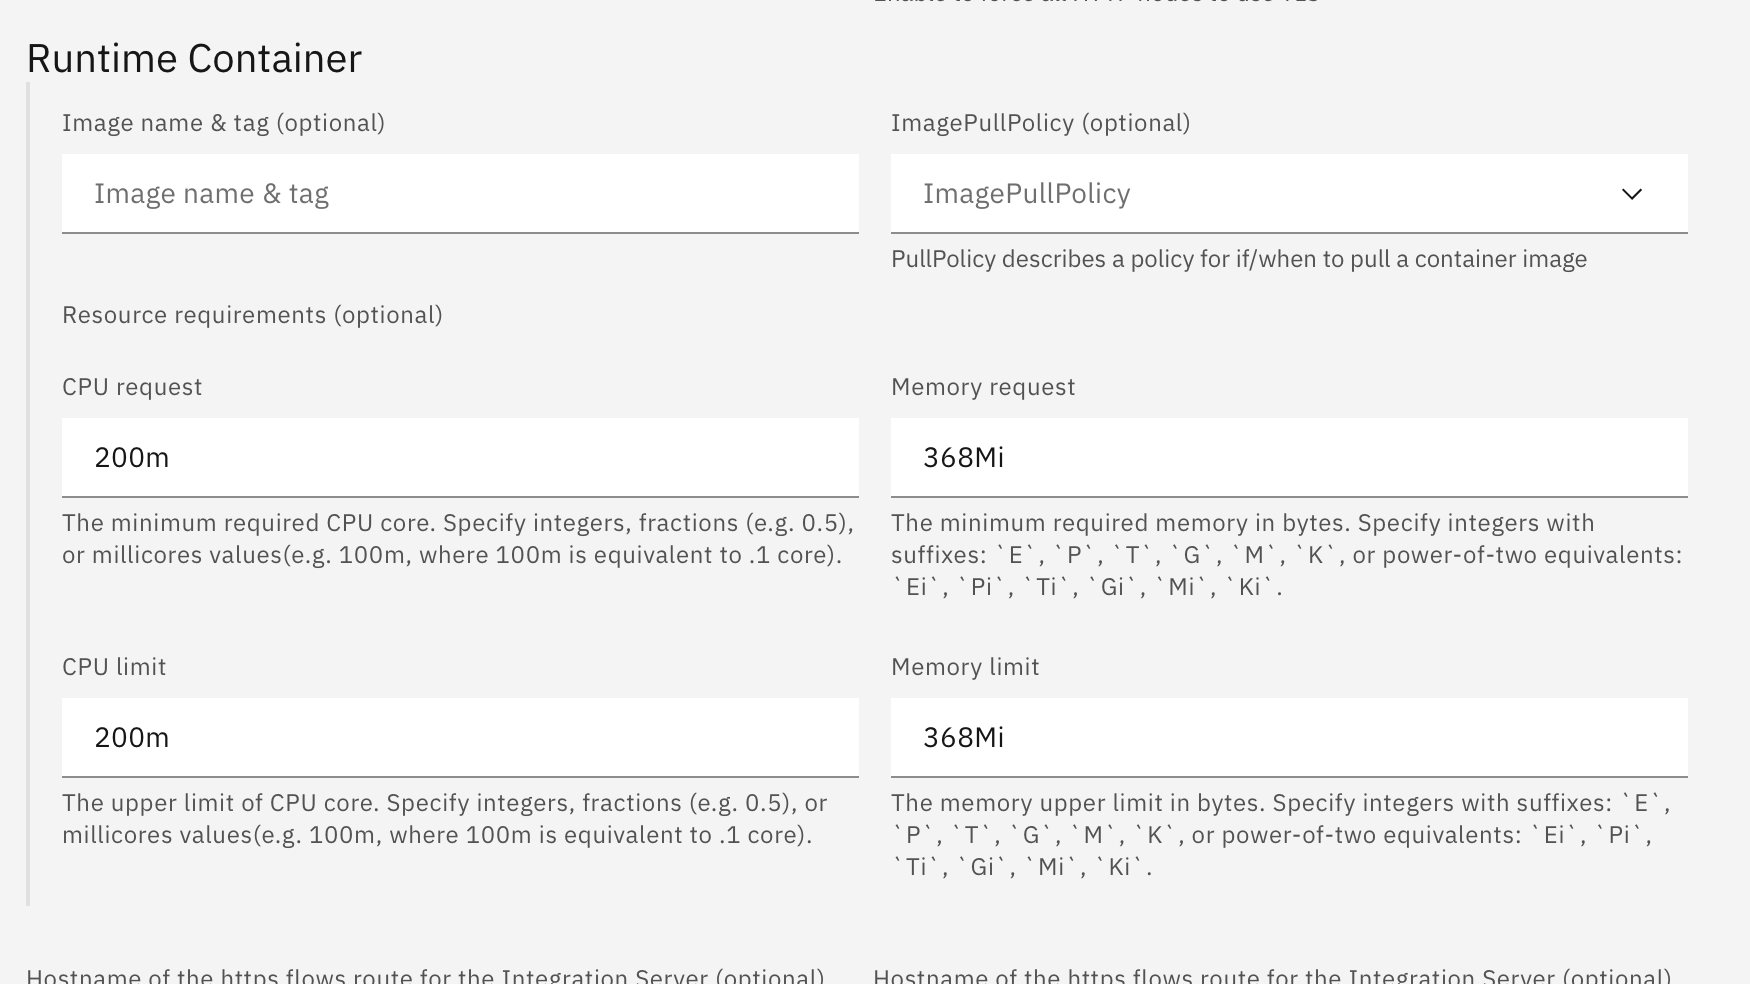 Runtime Container
Image name & tag (optional)
ImagePullPolicy (optional)
Image name & tag
ImagePullPolicy
PullPolicy describes a policy for if/when to pull a container image
Resource requirements (optional)
CPU request
Memory request
200m
368Mi
The minimum required CPU core. Specify integers, fractions (e.g. 0.5),
or millicores values(e.g. 100m, where 100m is equivalent to .1 core).
The minimum required memory in bytes. Specify integers with
suffixes: `E`, `P`, `T`, `G`, `M`, `K`, or power-of-two equivalents:
`Ei`, `Pi`, `Ti`, `Gi`, `Mi`, `Ki`.
CPU limit
Memory limit
200m
368Mi
The upper limit of CPU core. Specify integers, fractions (e.g. 0.5), or
millicores values(e.g. 100m, where 100m is equivalent to .1 core).
The memory upper limit in bytes. Specify integers with suffixes: `E`,
`P`, `T`, `G`, `M`, `K`, or power-of-two equivalents: `Ei`, `Pi`,
`Ti`, `Gi`, `Mi`, `Ki`.
Hostname of the https flows route for the Integration Server (optional)
Hostname of the https flows route for the Integration Server (optional)